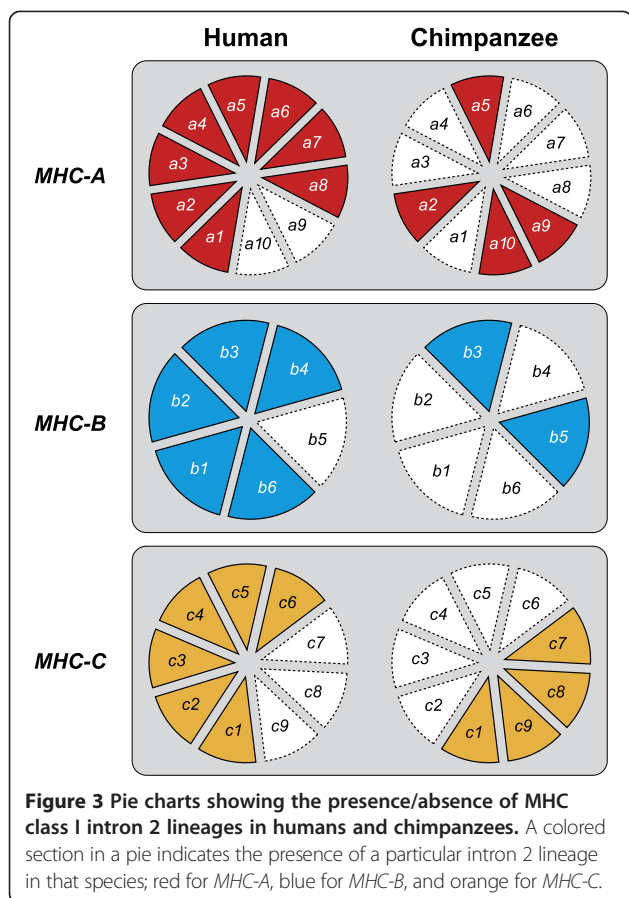 Human Chimpanzee
MHC-A
a1 a2 a3 a4 a5 a6 a7 a8 a9 a10
a1 a2 a3 a4 a5 a6 a7 a8 a9 a10
MHC-B
b1 b2 b3 b4 b5 b6
b1 b2 b3 b4 b5 b6
MHC-C
c1 c2 c3 c4 c5 c6 c7 c8 c9
c1 c2 c3 c4 c5 c6 c7 c8 c9
Figure 3 Pie charts showing the presence/absence of MHC
class I intron 2 lineages in humans and chimpanzees. A colored
section in a pie indicates the presence of a particular intron 2 lineage
in that species; red for MHC-A, blue for MHC-B, and orange for MHC-C.